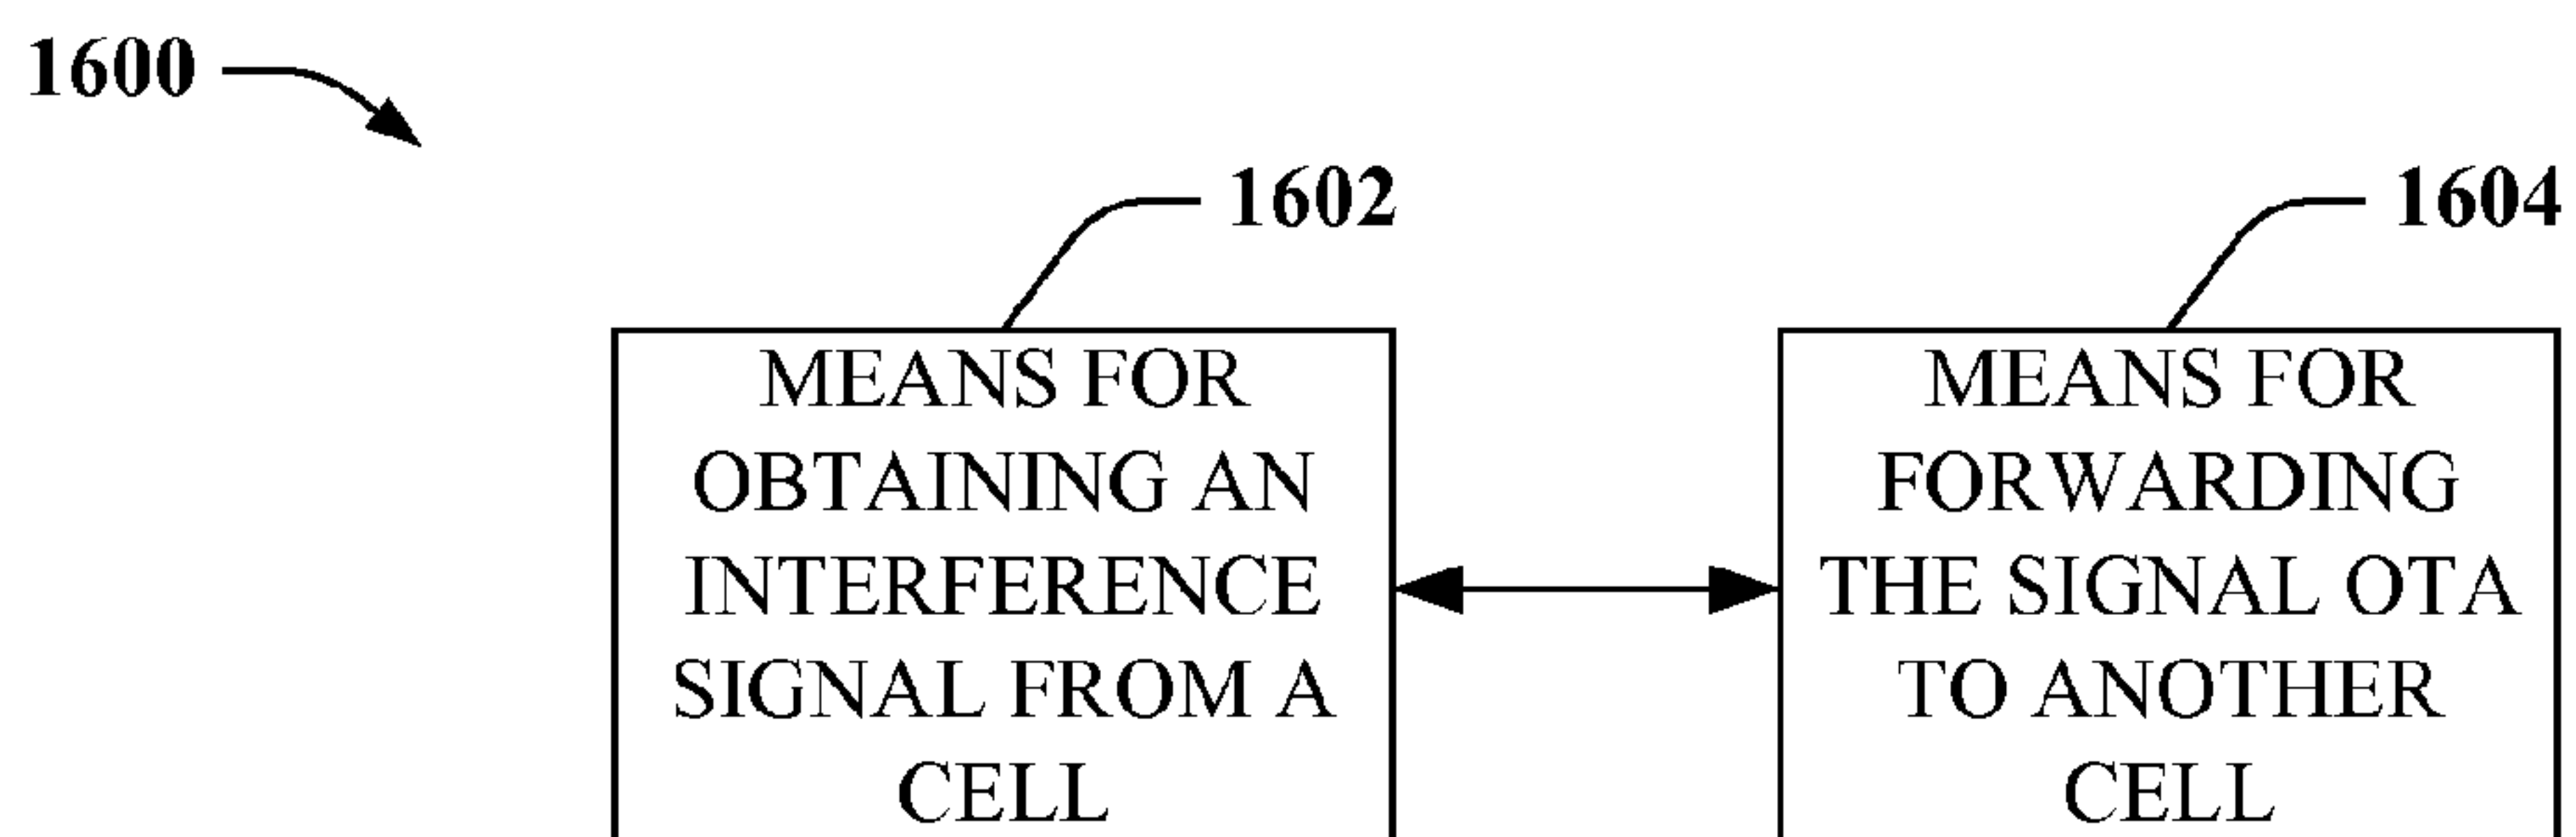 1600
1602
1604
MEANS FOR
OBTAINING AN
INTERFERENCE
SIGNAL FROM A
CELL
MEANS FOR
FORWARDING
THE SIGNAL OTA
TO ANOTHER
CELL